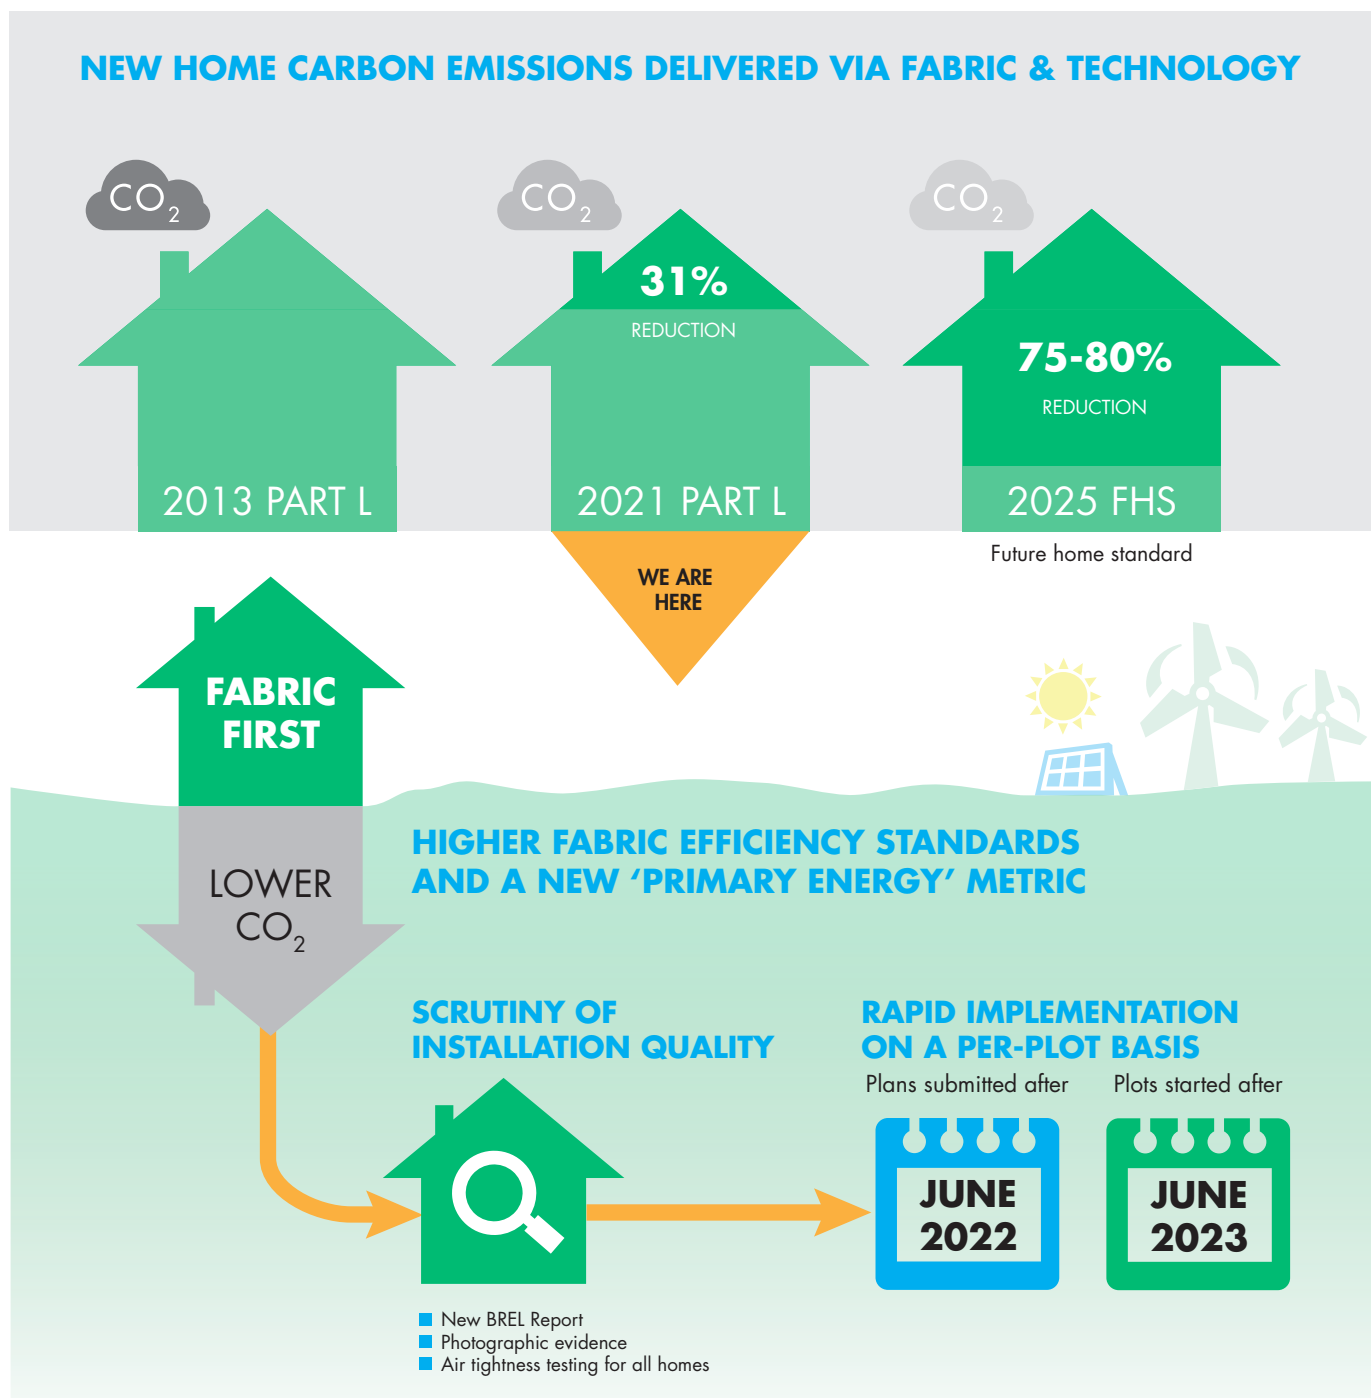 NEW HOME CARBON EMISSIONS DELIVERED VIA FABRIC & TECHNOLOGY
CO2
CO2
CO2
31%
REDUCTION
75-80%
REDUCTION
2013 PART L
2021 PART L
2025 FHS
Future home standard
WE ARE
HERE
FABRIC
FIRST
LOWER
CO2
HIGHER FABRIC EFFICIENCY STANDARDS
AND A NEW ‘PRIMARY ENERGY’ METRIC
SCRUTINY OF
INSTALLATION QUALITY
New BREL Report
Photographic evidence
Air tightness testing for all homes
RAPID IMPLEMENTATION
ON A PER-PLOT BASIS
Plans submitted after
JUNE
2022
Plots started after
JUNE
2023